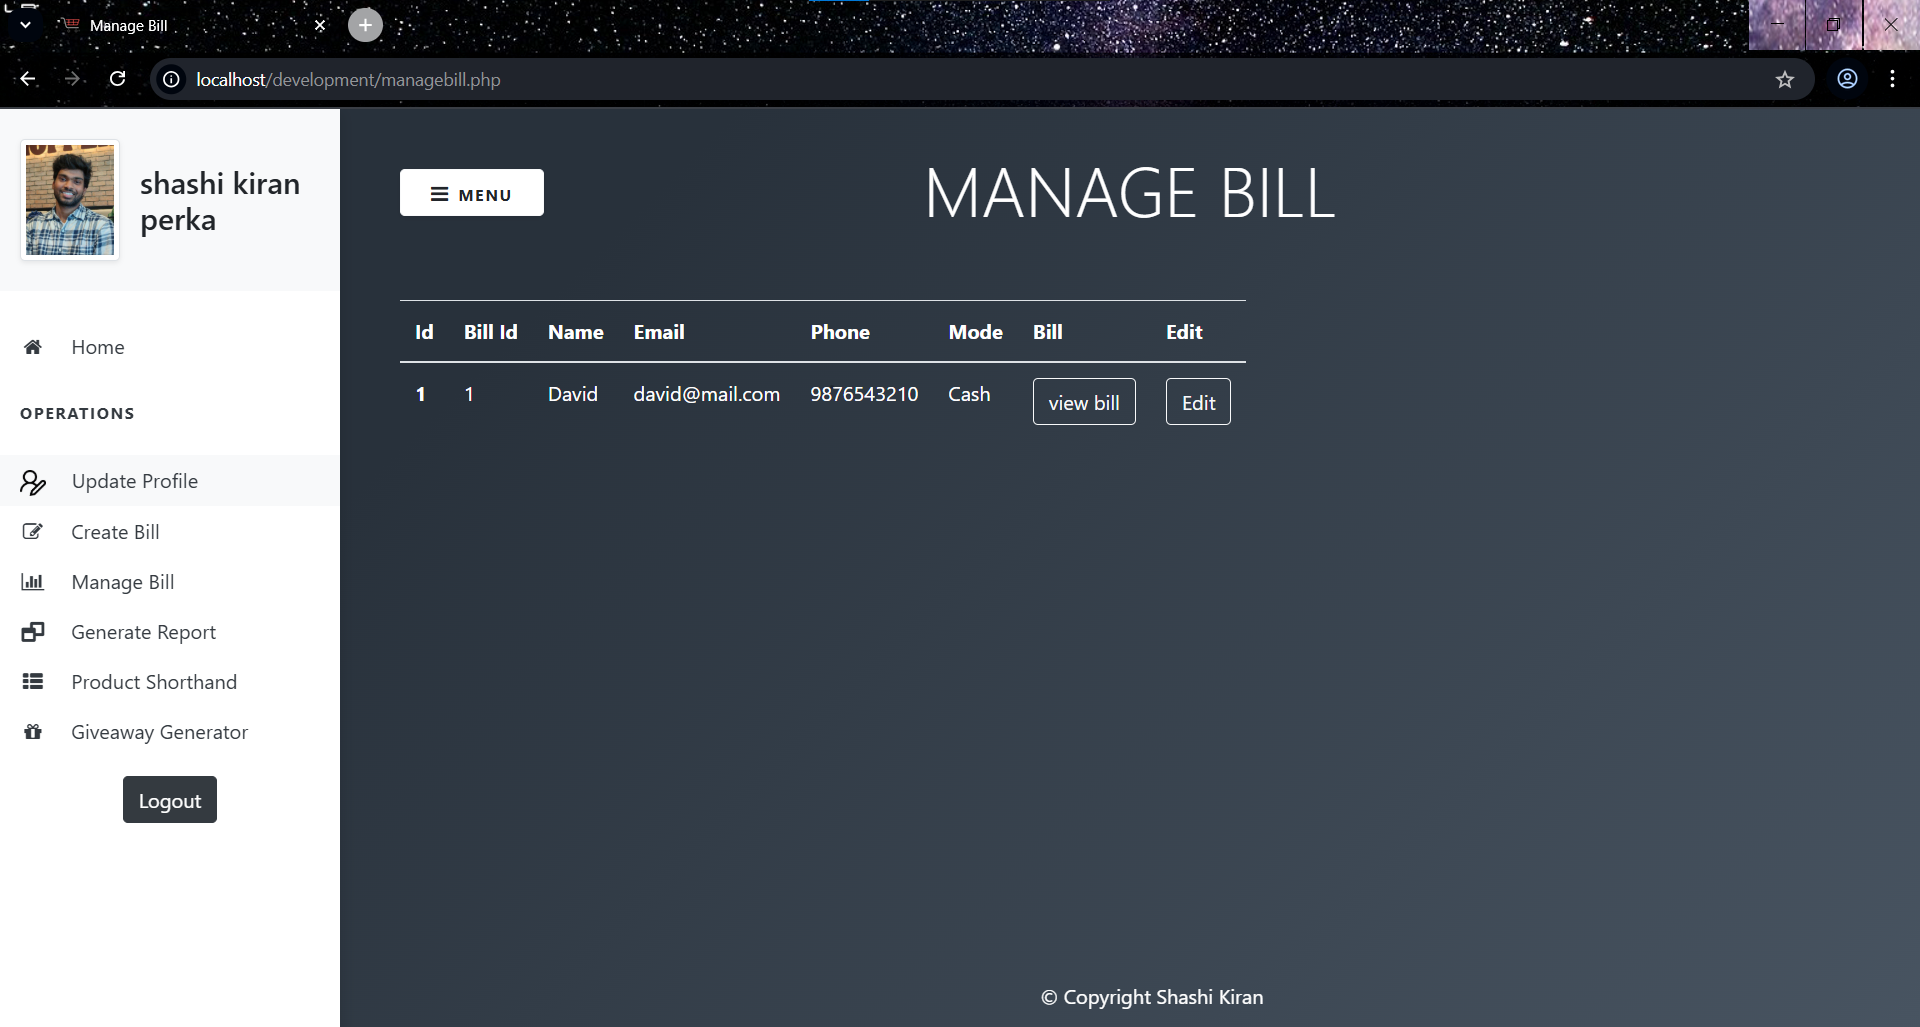 Manage Bill
localhost/development/managebill.php
shashi kiran
perka
Home
OPERATIONS
Update Profile
Create Bill
Manage Bill
Generate Report
Product Shorthand
Giveaway Generator
Logout
MENU
MANAGE BILL
Id Bill Id Name Email Phone Mode Bill Edit
1 1 David david@mail.com 9876543210 Cash view bill Edit
© Copyright Shashi Kiran